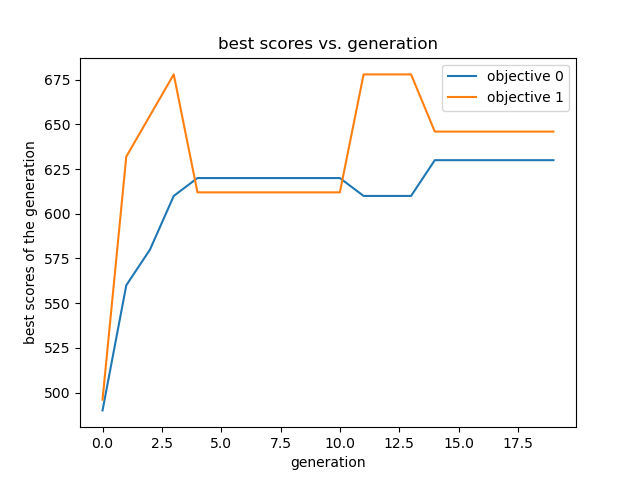 best scores vs. generation
objective 0
objective 1
675
650
625
600
575
550
525
500
best scores of the generation
0.0 2.5 5.0 7.5 10.0 12.5 15.0 17.5
generation